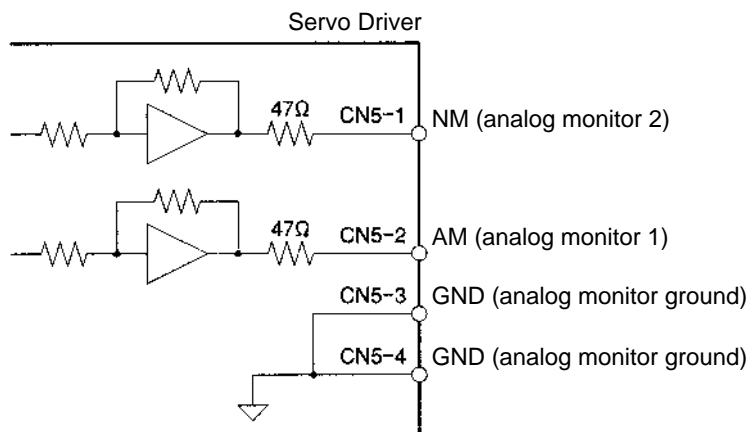 Servo Driver
47Ω CN5-1 NM (analog monitor 2)
47Ω CN5-2 AM (analog monitor 1)
CN5-3 GND (analog monitor ground)
CN5-4 GND (analog monitor ground)